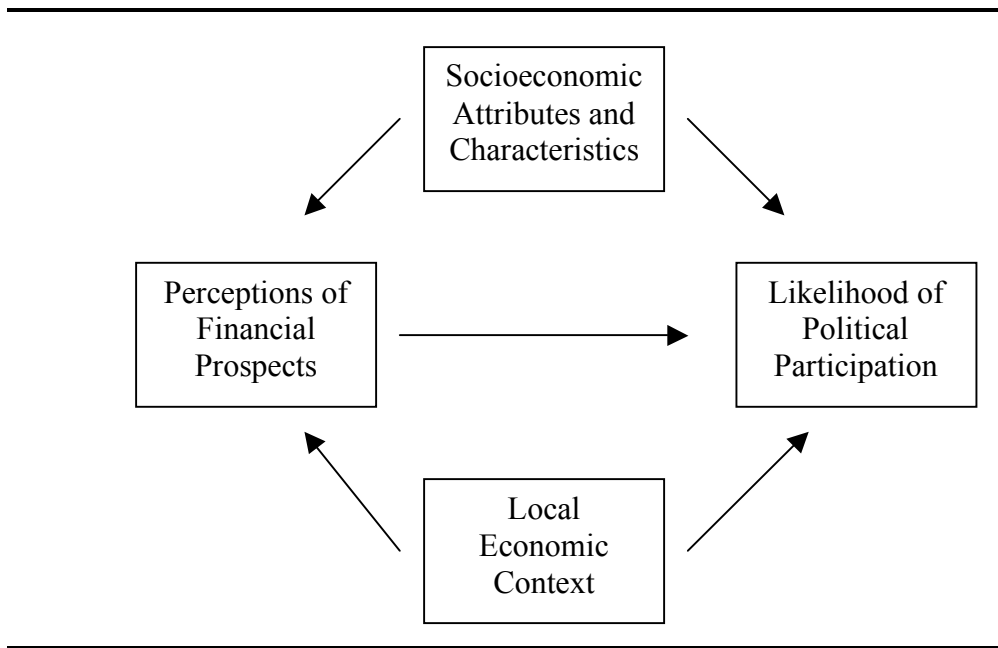 Socioeconomic
Attributes and
Characteristics
Perceptions of
Financial
Prospects
Likelihood of
Political
Participation
Local
Economic
Context